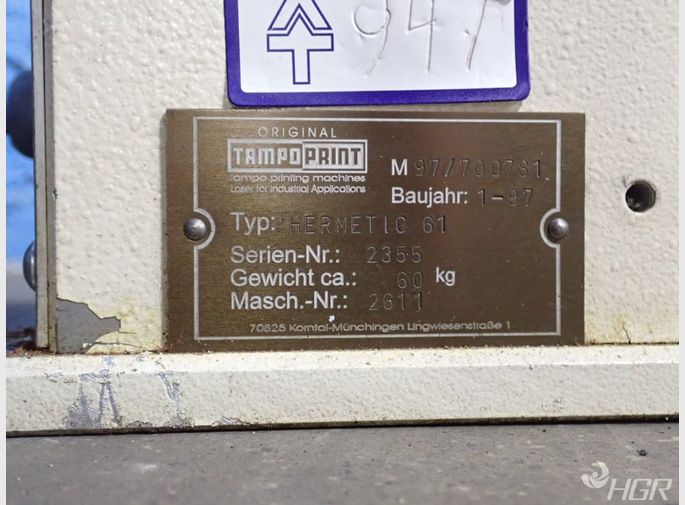 947
ORIGINAL
TAMPOPRINT
Tampo printing machines
Laser for Industrial Applications
M 97/700781
Baujahr: 1-97
Typ: HERMETIC 61
Serien-Nr.: 2355
Gewicht ca.: 60 kg
Masch.-Nr.: 2611
70825 Korntal-Münchingen Lingwiesenstraße 1
HGR